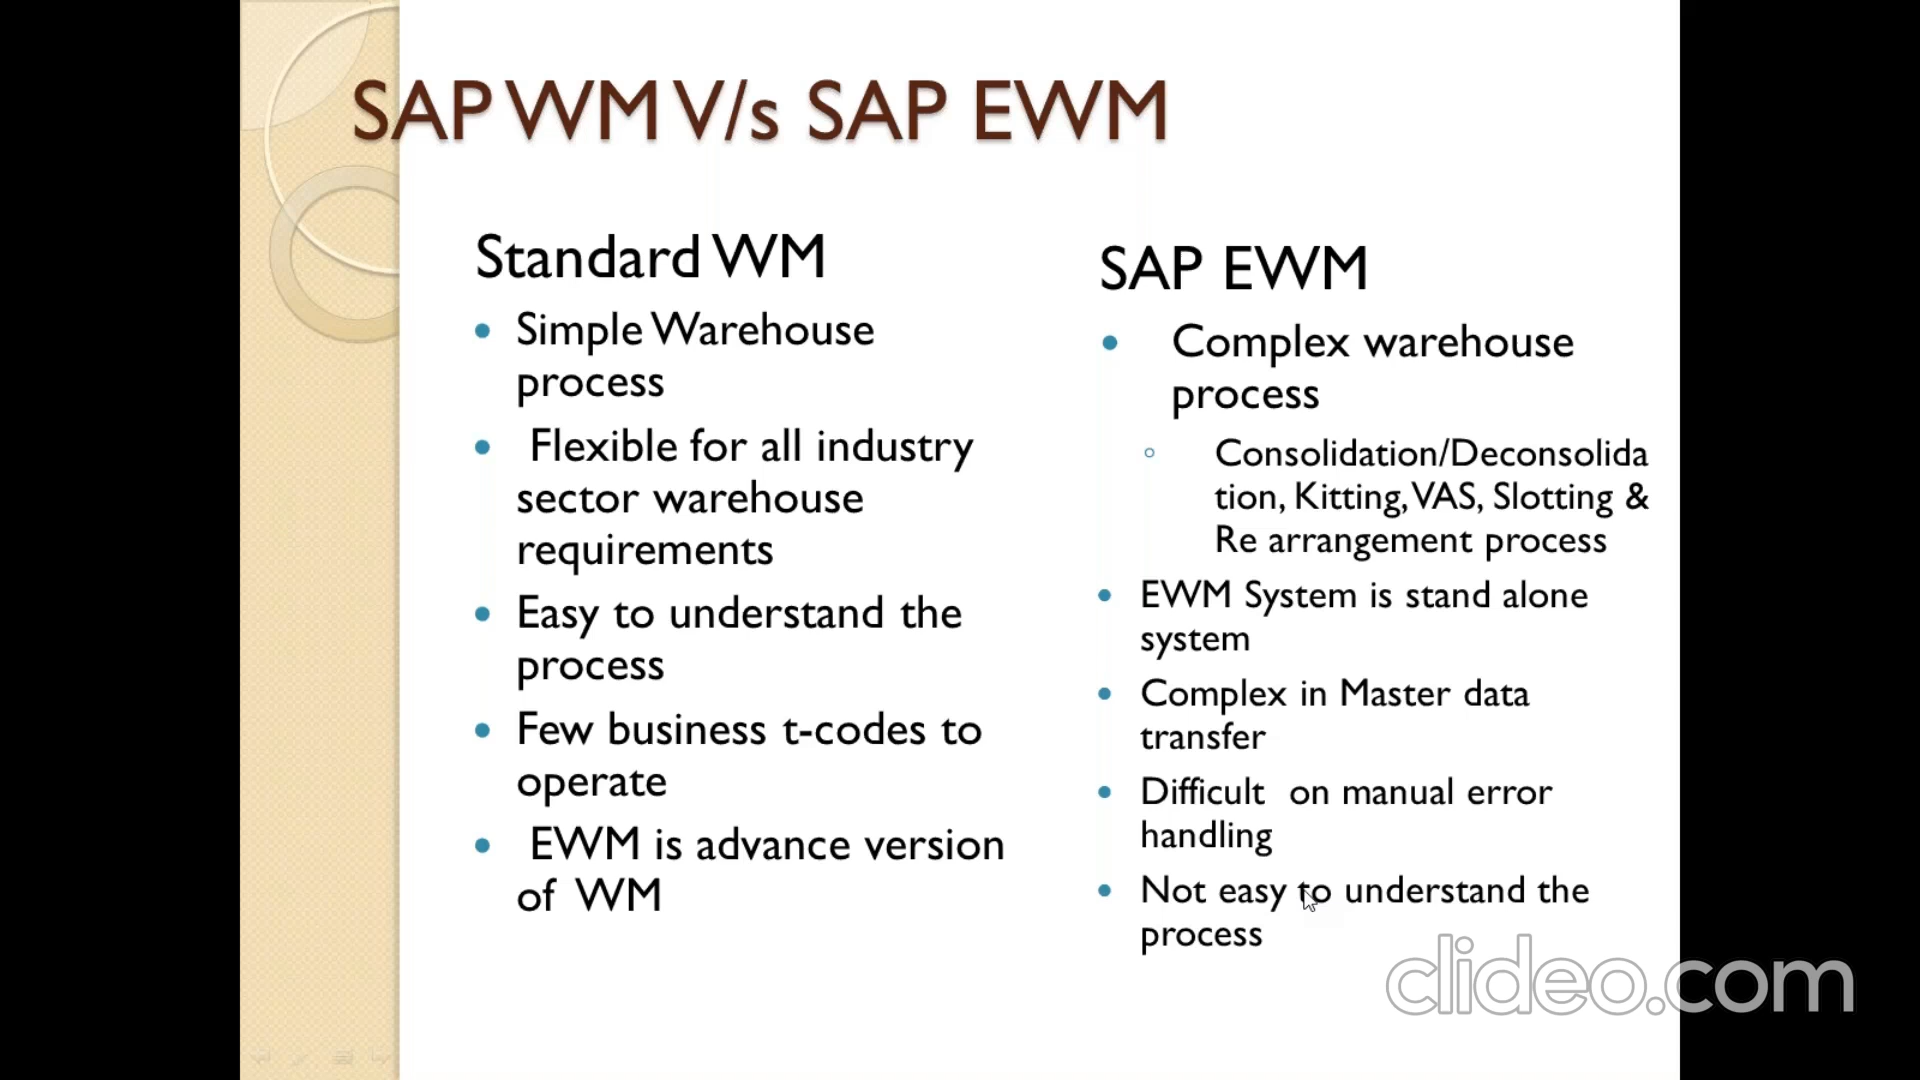 SAP WM V/s SAP EWM
Standard WM
Simple Warehouse
process
Flexible for all industry
sector warehouse
requirements
Easy to understand the
process
Few business t-codes to
operate
EWM is advance version
of WM
SAP EWM
Complex warehouse
process
Consolidation/Deconsolida
tion, Kitting, VAS, Slotting &
Re arrangement process
EWM System is stand alone
system
Complex in Master data
transfer
Difficult on manual error
handling
Not easy to understand the
process
clideo.com